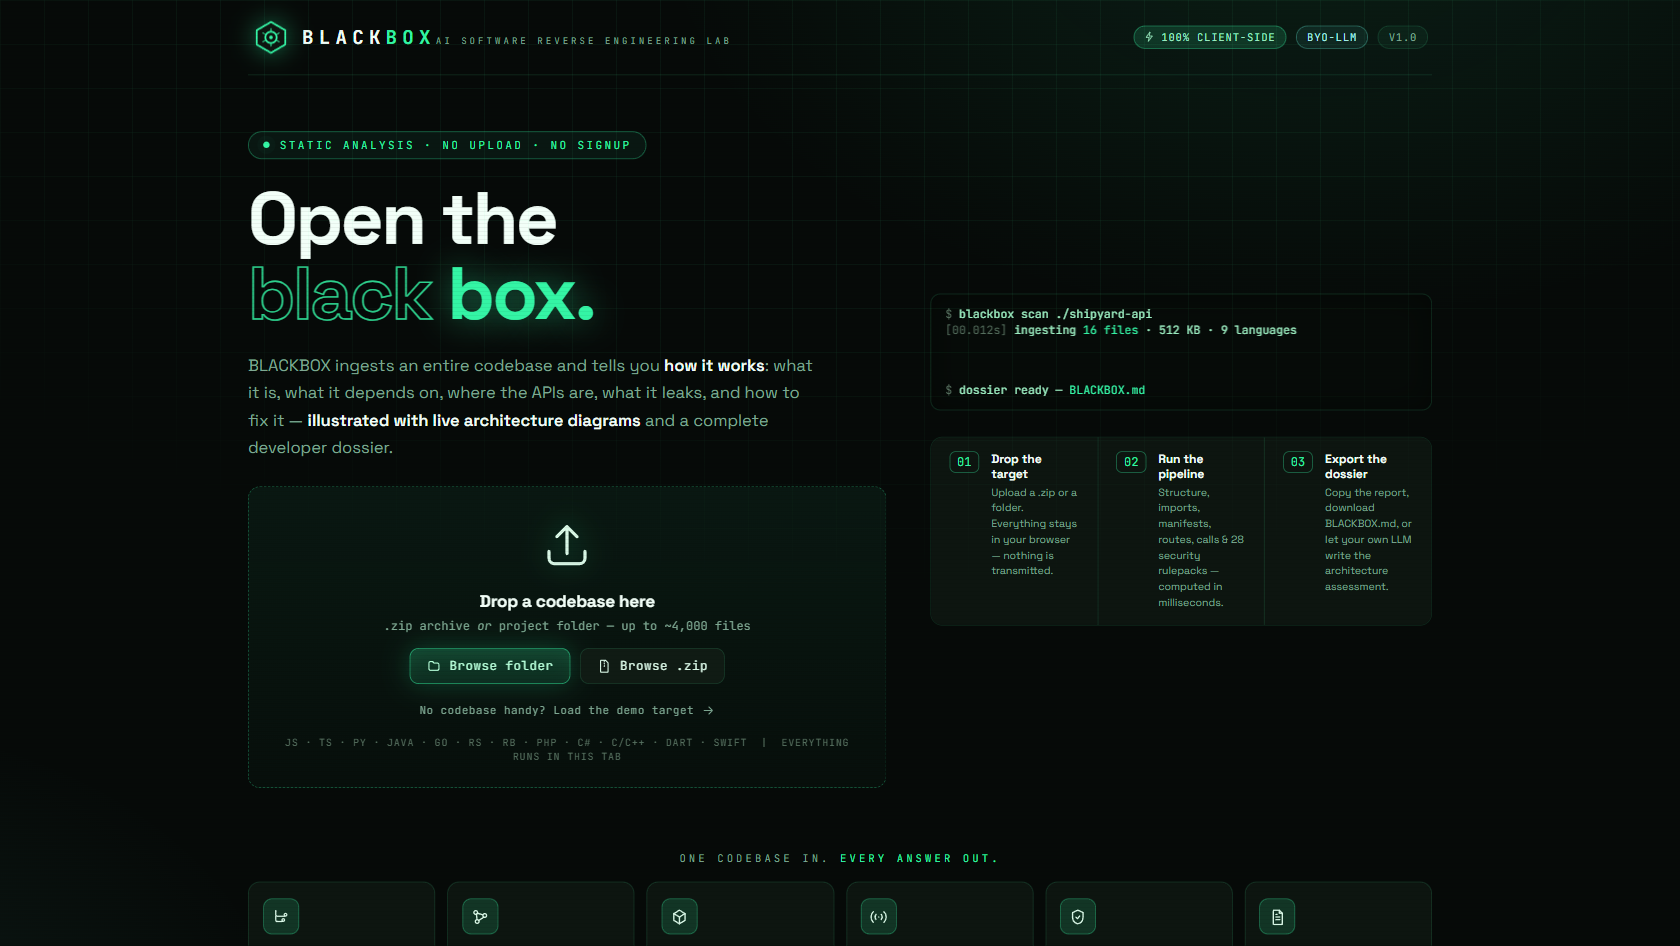 BLACKBOX AI SOFTWARE REVERSE ENGINEERING LAB
100% CLIENT-SIDE
BYO-LLM
V1.0
STATIC ANALYSIS · NO UPLOAD · NO SIGNUP
Open the
black box.
BLACKBOX ingests an entire codebase and tells you how it works: what
it is, what it depends on, where the APIs are, what it leaks, and how to
fix it — illustrated with live architecture diagrams and a complete
developer dossier.
Drop a codebase here
.zip archive or project folder — up to ~4,000 files
Browse folder
Browse .zip
No codebase handy? Load the demo target →
JS · TS · PY · JAVA · GO · RS · RB · PHP · C# · C/C++ · DART · SWIFT | EVERYTHING
RUNS IN THIS TAB
$ blackbox scan ./shipyard-api
[00.012s] ingesting 16 files · 512 KB · 9 languages
$ dossier ready — BLACKBOX.md
01
Drop the
target
Upload a .zip or a
folder.
Everything stays
in your browser
— nothing is
transmitted.
02
Run the
pipeline
Structure,
imports,
manifests,
routes, calls & 28
security
rulepacks —
computed in
milliseconds.
03
Export the
dossier
Copy the report,
download
BLACKBOX.md, or
let your own LLM
write the
architecture
assessment.
ONE CODEBASE IN. EVERY ANSWER OUT.